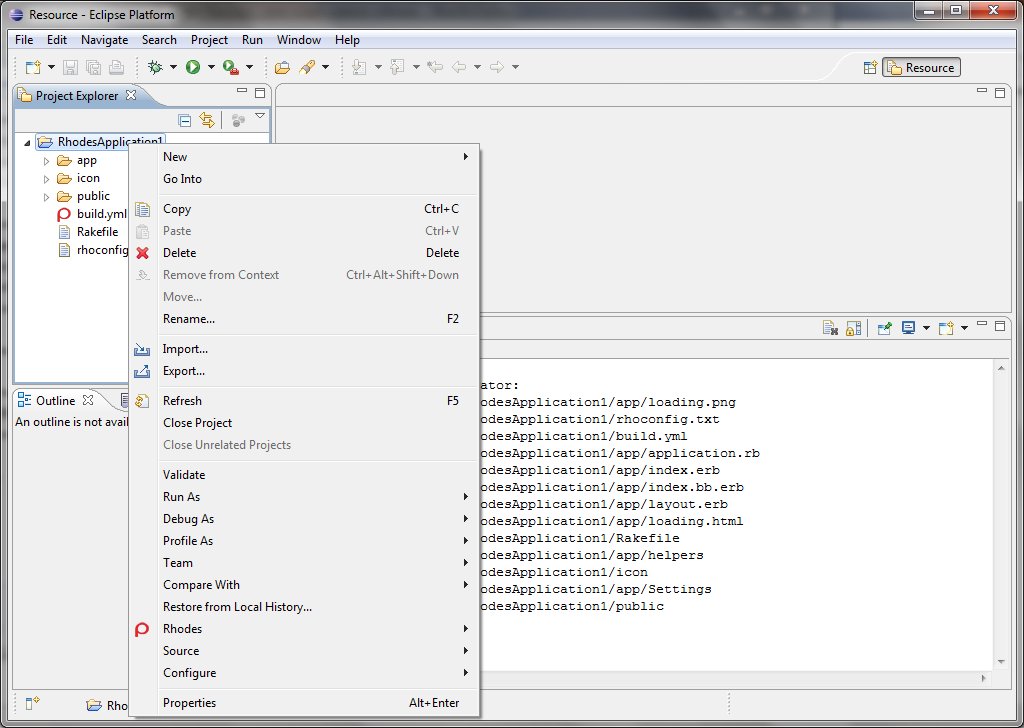 Resource - Eclipse Platform
File Edit Navigate Search Project Run Window Help
Resource
Project Explorer
RhodesApplication1
app
icon
public
build.yml
Rakefile
rhoconfig
New
Go Into
Copy Ctrl+C
Paste Ctrl+V
Delete Delete
Remove from Context Ctrl+Alt+Shift+Down
Move...
Rename... F2
Import...
Export...
Refresh F5
Close Project
Close Unrelated Projects
Validate
Run As
Debug As
Profile As
Team
Compare With
Restore from Local History...
Rhodes
Source
Configure
Properties Alt+Enter
Outline
An outline is not avail
Rho
ator:
odesApplication1/app/loading.png
odesApplication1/rhoconfig.txt
odesApplication1/build.yml
odesApplication1/app/application.rb
odesApplication1/app/index.erb
odesApplication1/app/index.bb.erb
odesApplication1/app/layout.erb
odesApplication1/app/loading.html
odesApplication1/Rakefile
odesApplication1/app/helpers
odesApplication1/icon
odesApplication1/app/Settings
odesApplication1/public